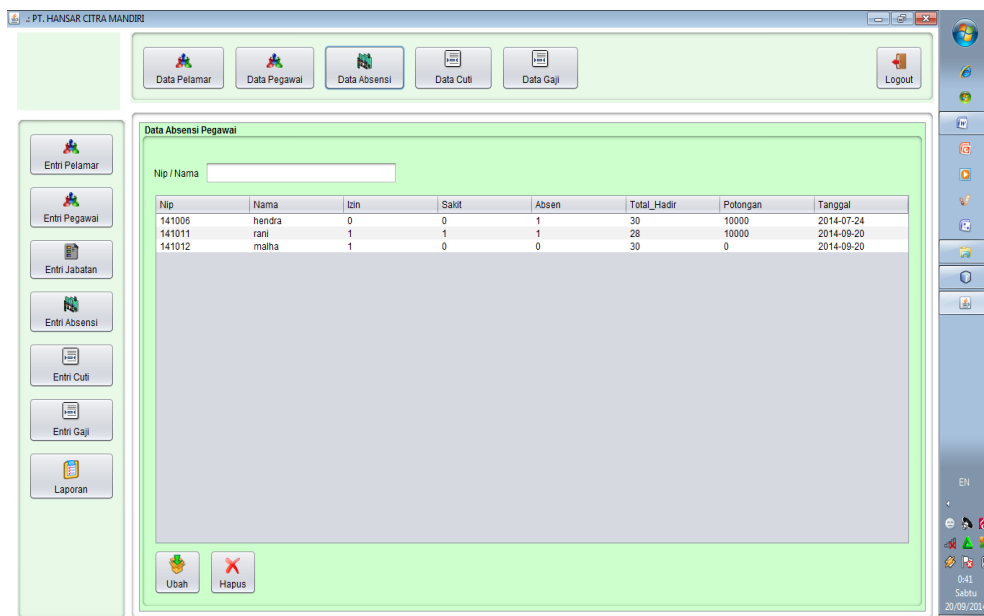 .: PT. HANSAR CITRA MANDIRI
Data Pelamar Data Pegawai Data Absensi Data Cuti Data Gaji Logout
Entri Pelamar
Entri Pegawai
Entri Jabatan
Entri Absensi
Entri Cuti
Entri Gaji
Laporan
Data Absensi Pegawai
Nip / Nama
Nip Nama Izin Sakit Absen Total_Hadir Potongan Tanggal
141006 hendra 0 0 1 30 10000 2014-07-24
141011 rani 1 1 1 28 10000 2014-09-20
141012 malha 1 0 0 30 0 2014-09-20
Ubah Hapus
EN
0:41
Sabtu
20/09/201